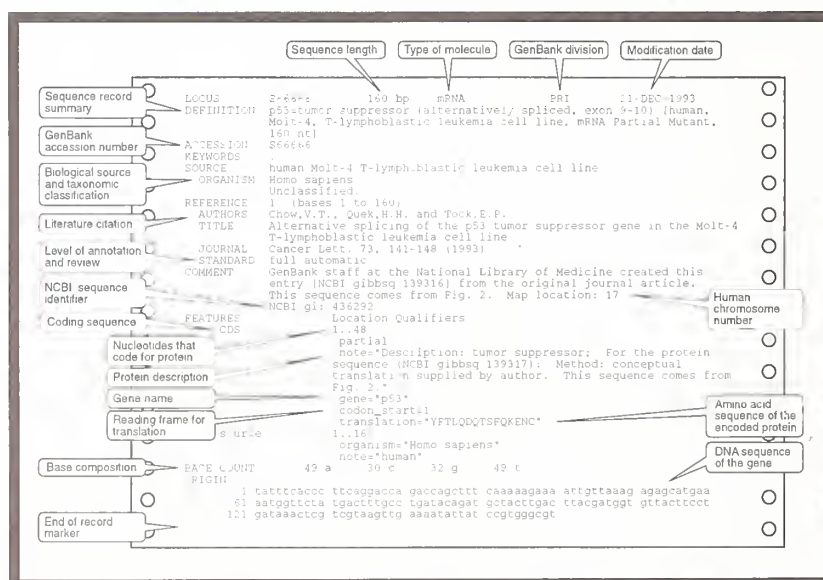 Sequence length
Type of molecule
GenBank division
Modification date
Sequence record
summary
GenBank
accession number
Biological source
and taxonomic
classification
Literature citation
Level of annotation
and review
NCBI sequence
identifier
Coding sequence
Nucleotides that
code for protein
Protein description
Gene name
Reading frame for
translation
Base composition
End of record
marker
Human
chromosome
number
Amino acid
sequence of the
encoded protein
DNA sequence
of the gene
LOCUS 160 bp mRNA PRI 11-DEC-1993
DEFINITION p53=tumor suppressor {alternatively spliced, exon 9-10} [human,
Molt-4, T-lymphoblastic leukemia cell line, mRNA Partial Mutant,
160 nt]
ACCESSION S66666
KEYWORDS .
SOURCE human Molt-4 T-lymphoblastic leukemia cell line
ORGANISM Homo sapiens
Unclassified.
REFERENCE 1 (bases 1 to 160)
AUTHORS Chow,V.T., Quek,H.H. and Tock,E.P.
TITLE Alternative splicing of the p53 tumor suppressor gene in the Molt-4
T-lymphoblastic leukemia cell line
JOURNAL Cancer Lett. 73, 141-148 (1993)
STANDARD full automatic
COMMENT GenBank staff at the National Library of Medicine created this
entry [NCBI gibbsq 139316] from the original journal article.
This sequence comes from Fig. 2. Map location: 17
NCBI gi: 436292
FEATURES Location Qualifiers
CDS 1..48
partial
note="Description: tumor suppressor; For the protein
sequence (NCBI gibbsq 139317): Method: conceptual
translation supplied by author. This sequence comes from
Fig. 2."
gene="p53"
codon_start=1
translation="YFTLQDQTSFQKENC"
source 1..16
organism="Homo sapiens"
note="human"
BASE COUNT 49 a 30 c 32 g 49 t
ORIGIN
1 tatttcaccc ttcaggacca gaccagcttt caaaaagaaa attgttaaag agagcatgaa
61 aatggttcta tgactttgcc tgatacagat gctacttgac ttacgatggt gttacttcct
121 gataaactcg tcgtaagttg aaaatattat ccgtgggcgt